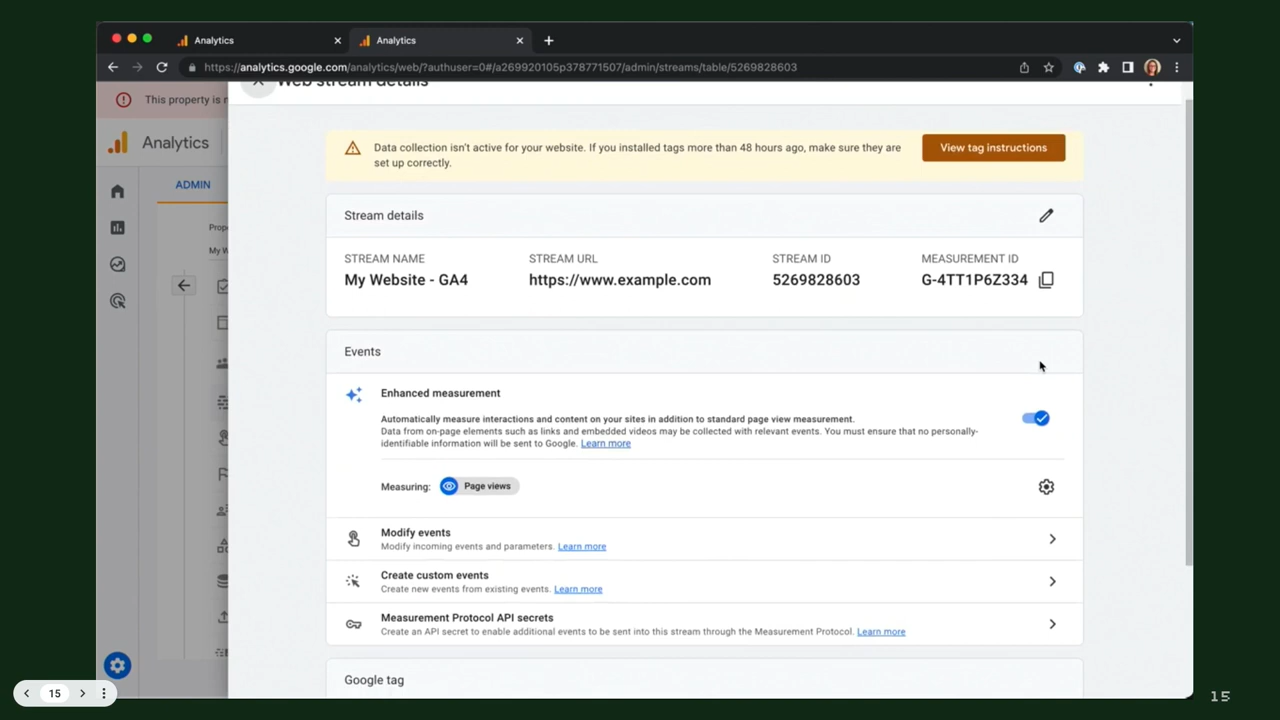 Analytics
Analytics
https://analytics.google.com/analytics/web/?authuser=0#/a269920105p378771507/admin/streams/table/5269828603
This property is
Web stream details
Analytics
ADMIN
Data collection isn't active for your website. If you installed tags more than 48 hours ago, make sure they are
set up correctly.
View tag instructions
Stream details
STREAM NAME
STREAM URL
STREAM ID
MEASUREMENT ID
My Website - GA4
https://www.example.com
5269828603
G-4TT1P6Z334
Events
Enhanced measurement
Automatically measure interactions and content on your sites in addition to standard page view measurement.
Data from on-page elements such as links and embedded videos may be collected with relevant events. You must ensure that no personally-
identifiable information will be sent to Google. Learn more
Measuring: Page views
Modify events
Modify incoming events and parameters. Learn more
Create custom events
Create new events from existing events. Learn more
Measurement Protocol API secrets
Create an API secret to enable additional events to be sent into this stream through the Measurement Protocol. Learn more
Google tag
15
15